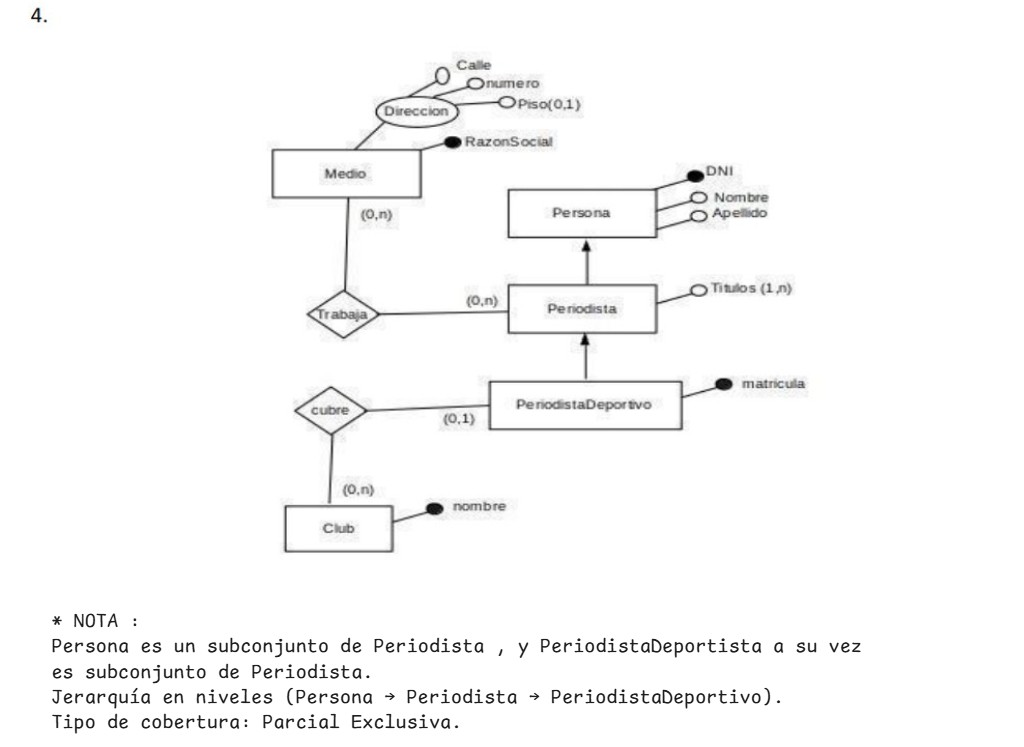 4.
Calle
numero
Direccion
Piso(0,1)
RazonSocial
Medio
DNI
Nombre
Persona
Apellido
(0,n)
Titulos (1,n)
(0,n)
Periodista
Trabaja
matricula
PeriodistaDeportivo
cubre
(0,1)
(0,n)
nombre
Club
* NOTA :
Persona es un subconjunto de Periodista , y PeriodistaDeportista a su vez
es subconjunto de Periodista.
Jerarquía en niveles (Persona → Periodista → PeriodistaDeportivo).
Tipo de cobertura: Parcial Exclusiva.